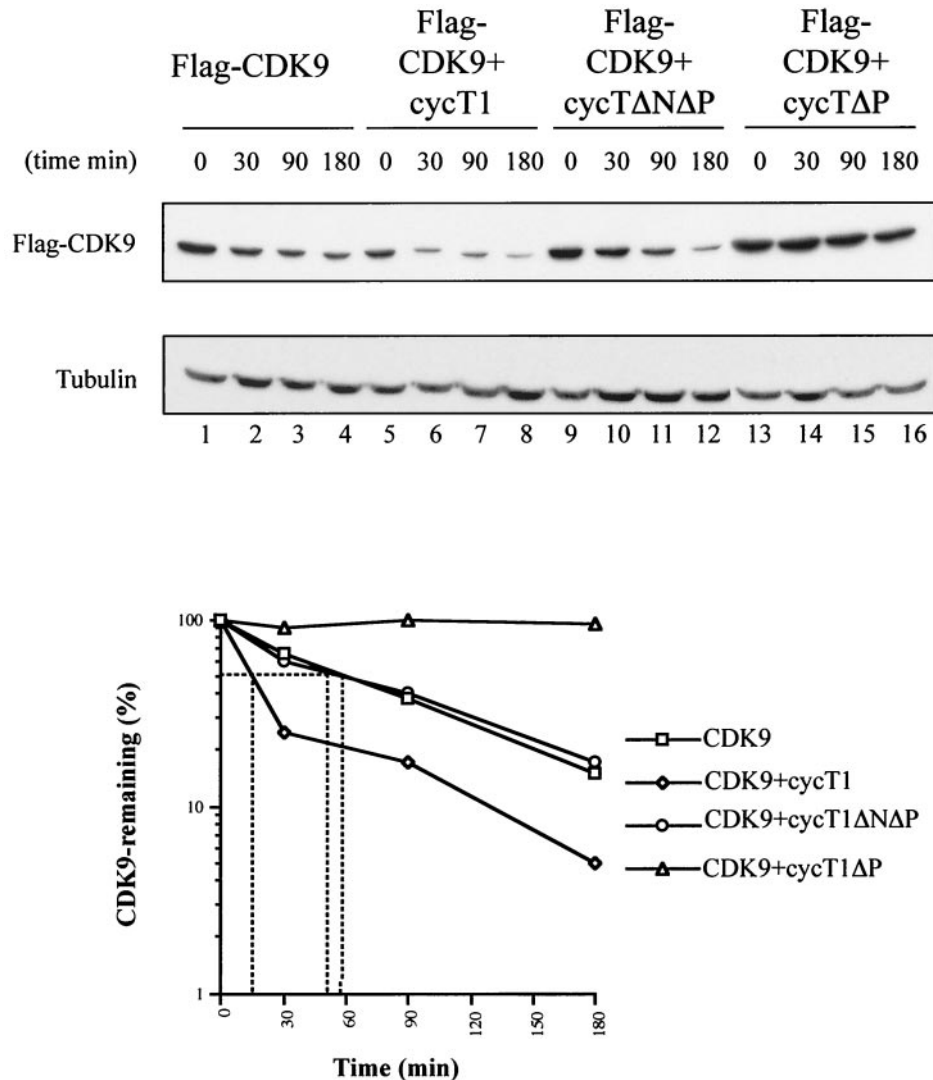 Flag-CDK9
Flag-
CDK9+
cycT1
Flag-
CDK9+
cycTΔNΔP
Flag-
CDK9+
cycTΔP
(time min) 0 30 90 180 0 30 90 180 0 30 90 180 0 30 90 180
Flag-CDK9
Tubulin
1 2 3 4 5 6 7 8 9 10 11 12 13 14 15 16
CDK9-remaining (%)
100
10
1
0 30 60 90 120 150 180
Time (min)
CDK9
CDK9+cycT1
CDK9+cycT1ΔNΔP
CDK9+cycT1ΔP